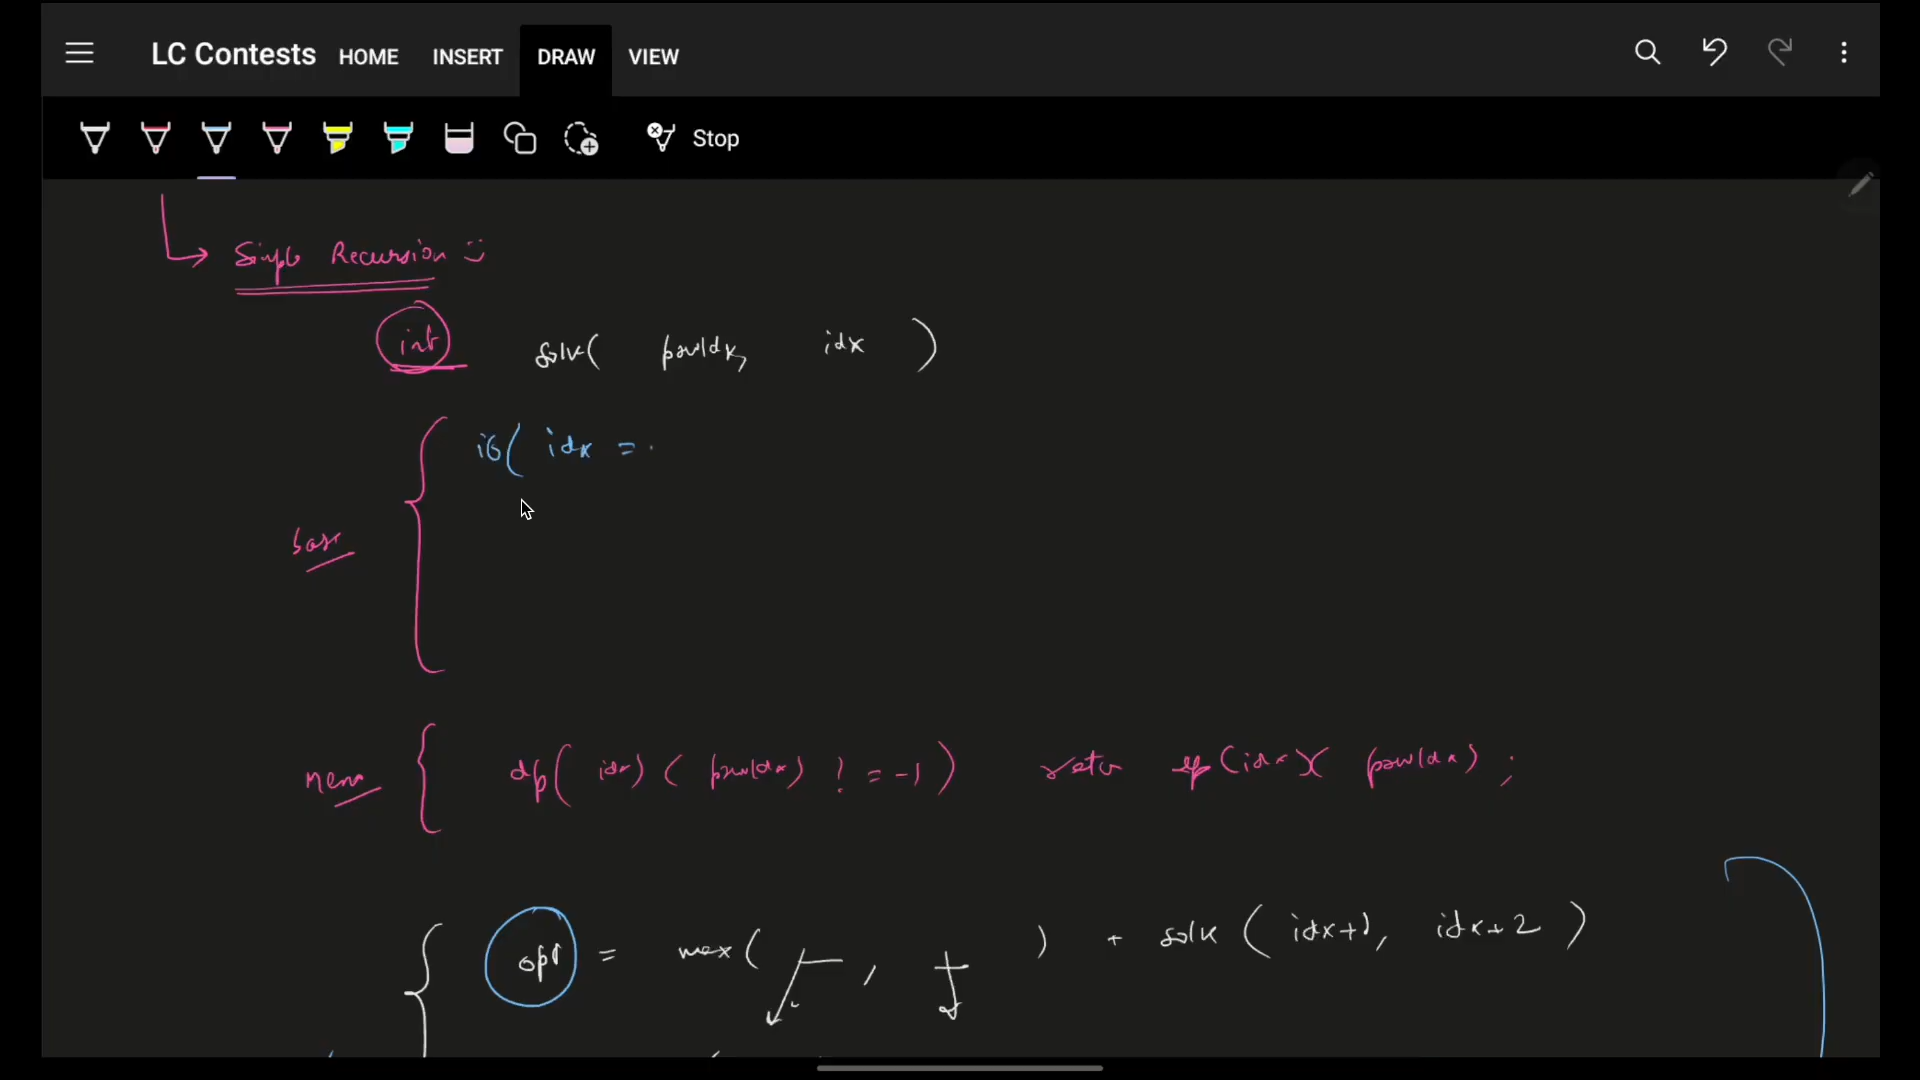 LC Contests HOME INSERT DRAW VIEW
Stop
Simple Recursion
int solve( prevIdx, idx )
if( idx =
base
memo dp( idx) ( prevIdx) ! = -1 ) return dp (idx)( prevIdx) ;
opt = max( , ) + solve ( idx+1, idx+2 )